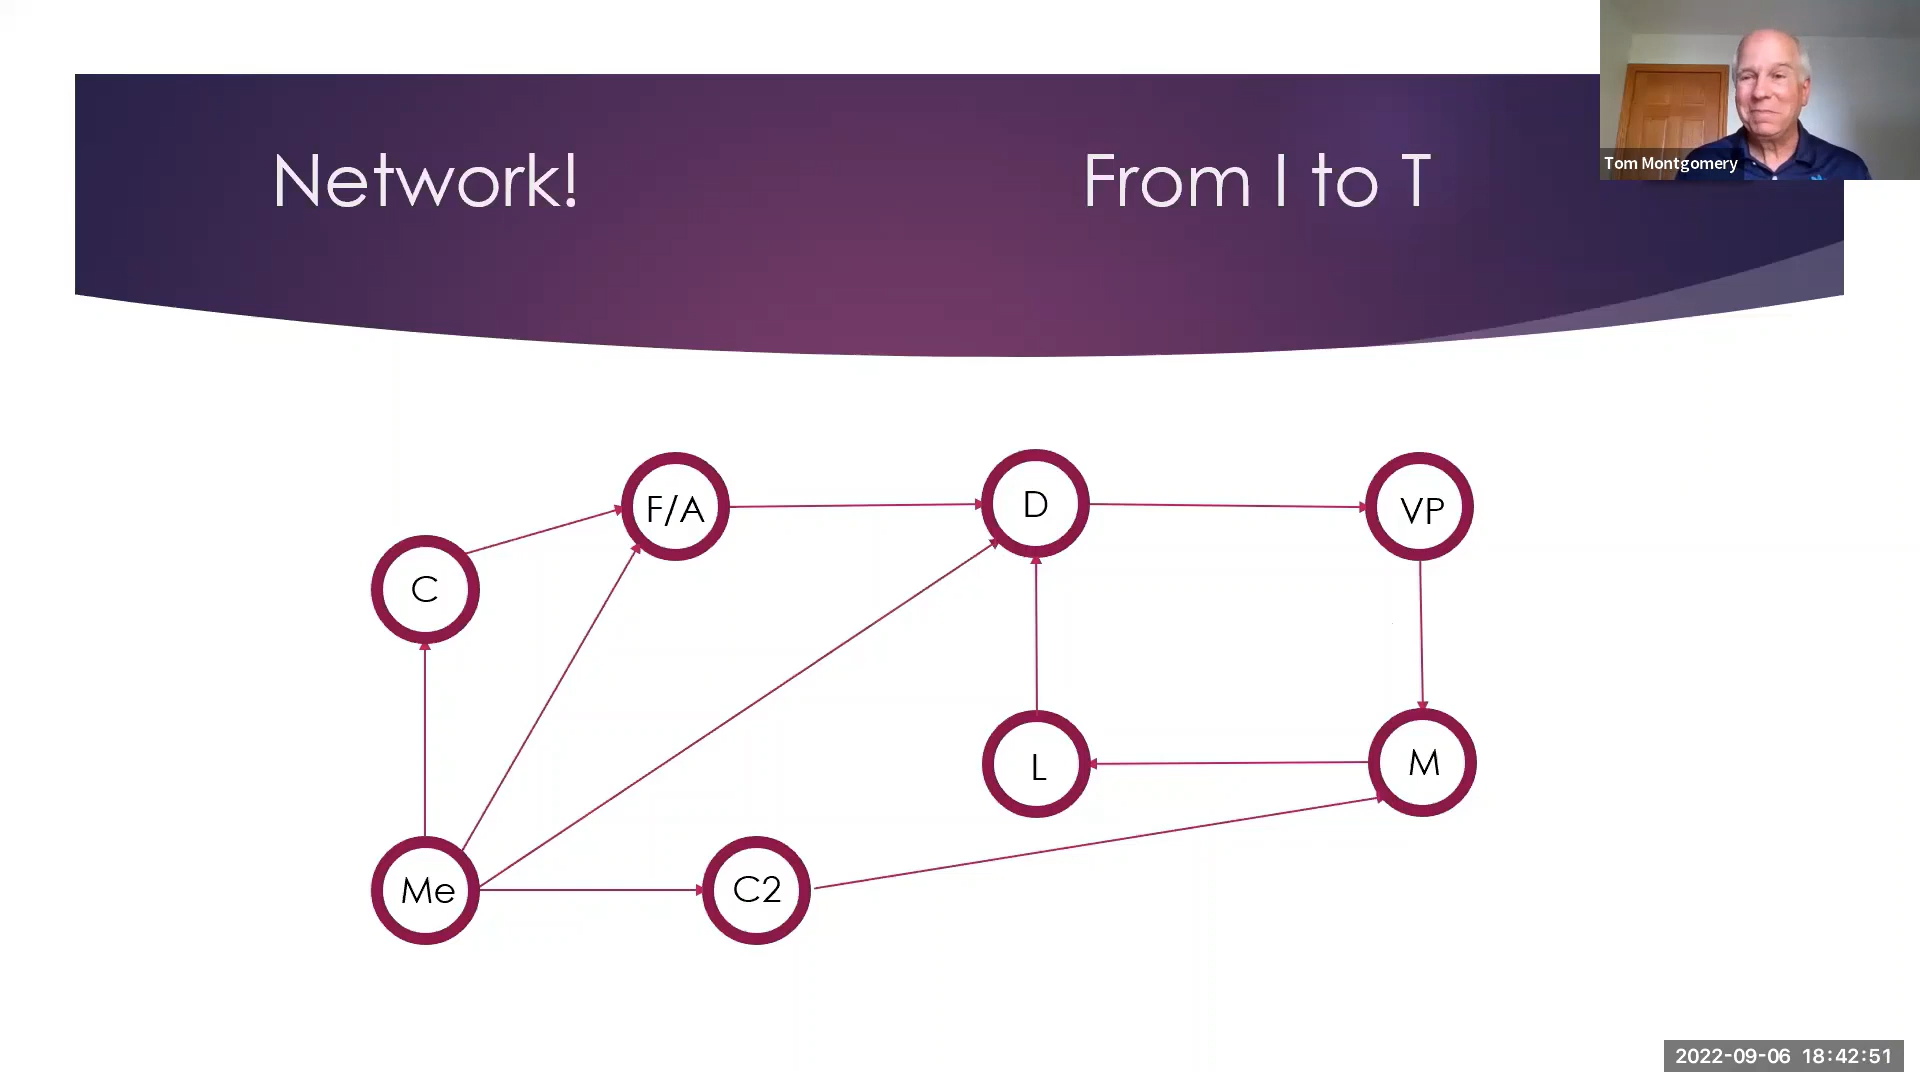 Network!
From I to T
Tom Montgomery
F/A
D
VP
C
L
M
Me
C2
2022-09-06 18:42:51